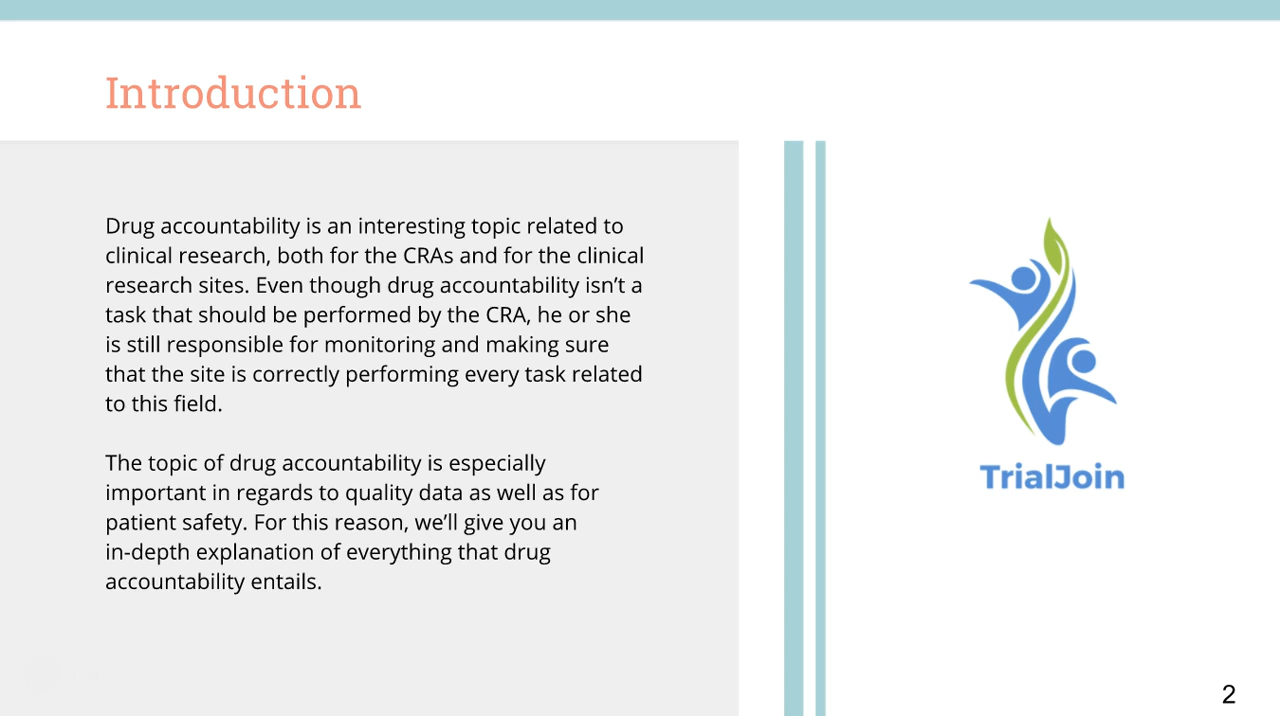 Introduction
Drug accountability is an interesting topic related to
clinical research, both for the CRAs and for the clinical
research sites. Even though drug accountability isn’t a
task that should be performed by the CRA, he or she
is still responsible for monitoring and making sure
that the site is correctly performing every task related
to this field.
The topic of drug accountability is especially
important in regards to quality data as well as for
patient safety. For this reason, we’ll give you an
in-depth explanation of everything that drug
accountability entails.
TrialJoin
2